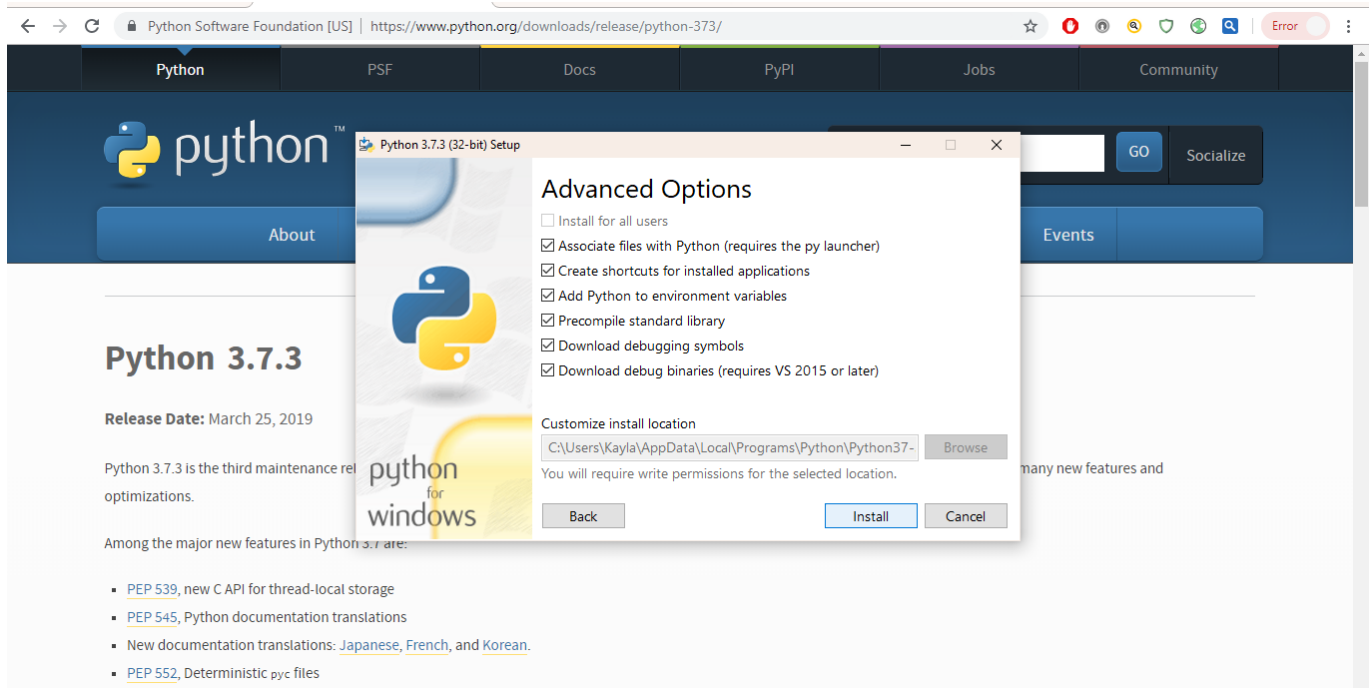 Python Software Foundation [US] | https://www.python.org/downloads/release/python-373/
Error
Python PSF Docs PyPI Jobs Community
python™
GO
Socialize
About
Events
Python 3.7.3 (32-bit) Setup
Advanced Options
Install for all users
Associate files with Python (requires the py launcher)
Create shortcuts for installed applications
Add Python to environment variables
Precompile standard library
Download debugging symbols
Download debug binaries (requires VS 2015 or later)
Customize install location
C:\Users\Kayla\AppData\Local\Programs\Python\Python37-
Browse
You will require write permissions for the selected location.
Back
Install
Cancel
python
for
windows
Python 3.7.3
Release Date: March 25, 2019
Python 3.7.3 is the third maintenance
many new features and
optimizations.
Among the major new features in Python 3.7 are:
PEP 539, new C API for thread-local storage
PEP 545, Python documentation translations
New documentation translations: Japanese, French, and Korean.
PEP 552, Deterministic pyc files